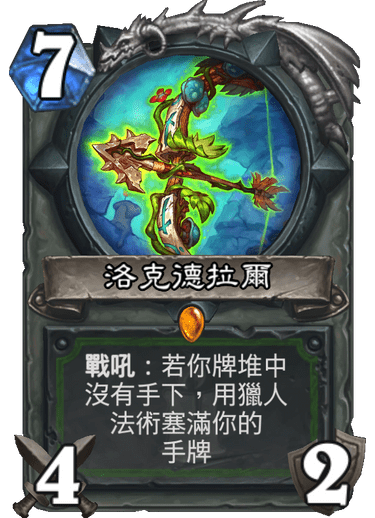 7
洛克德拉爾
戰吼：若你牌堆中
沒有手下，用獵人
法術塞滿你的
手牌
4
2